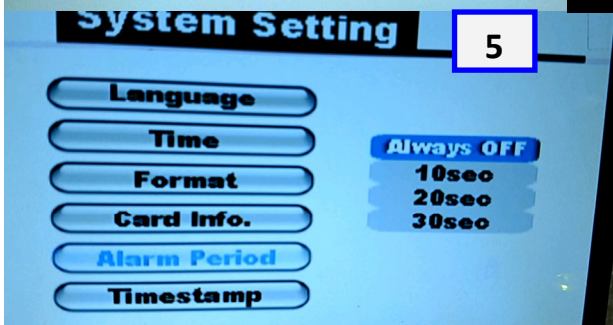 System Setting
5
Language
Time
Format
Card Info.
Alarm Period
Timestamp
Always OFF
10sec
20sec
30sec